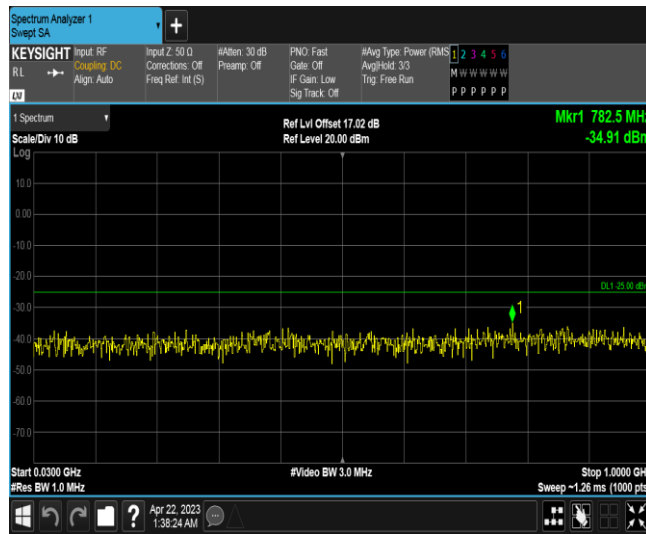 Spectrum Analyzer 1
Swept SA
+
KEYSIGHT
RL
LXI
Input: RF
Coupling: DC
Align: Auto
Input Z: 50 Ω
Corrections: Off
Freq Ref: Int (S)
#Atten: 30 dB
Preamp: Off
PNO: Fast
Gate: Off
IF Gain: Low
Sig Track: Off
#Avg Type: Power (RMS
Avg|Hold: 3/3
Trig: Free Run
1 2 3 4 5 6
M W W W W W
P P P P P P
1 Spectrum
Scale/Div 10 dB
Log
Ref Lvl Offset 17.02 dB
Ref Level 20.00 dBm
Mkr1 782.5 MHz
-34.91 dBm
10.0
0.00
-10.0
-20.0
DL1 -25.00 dBm
-30.0
1
-40.0
-50.0
-60.0
-70.0
Start 0.0300 GHz
#Res BW 1.0 MHz
#Video BW 3.0 MHz
Stop 1.0000 GH
Sweep ~1.26 ms (1000 pts
?
Apr 22, 2023
1:38:24 AM